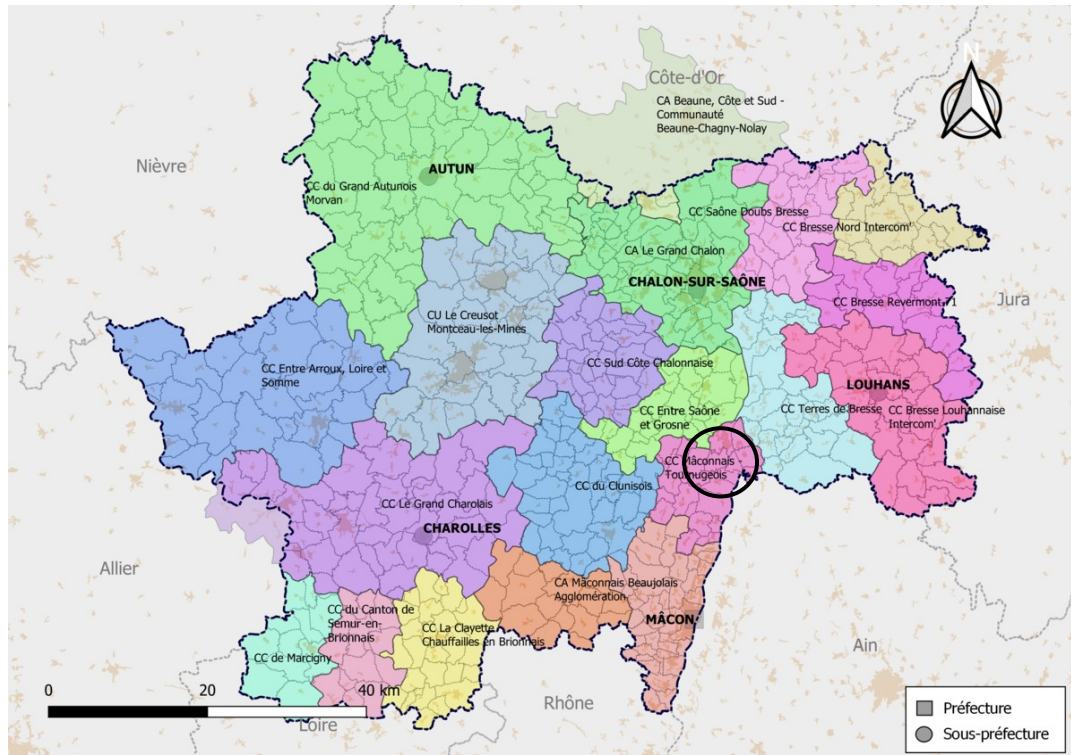 N
Côte-d'Or
CA Beaune, Côte et Sud -
Communauté
Beaune-Chagny-Nolay
Nièvre
AUTUN
CC du Grand Autunois
Morvan
CC Saône Doubs Bresse
CC Bresse Nord Intercom'
CA Le Grand Chalon
CHALON-SUR-SAÔNE
Jura
CC Bresse Revermont 71
CU Le Creusot
Montceau-les-Mines
CC Entre Arroux, Loire et
Somme
CC Sud Côte Chalonnaise
LOUHANS
CC Entre Saône
et Grosne
CC Terres de Bresse
CC Bresse Louhannaise
Intercom'
CC Mâconnais -
Tournugeois
CC du Clunisois
CC Le Grand Charolais
CHAROLLES
Allier
CA Mâconnais Beaujolais
Agglomération
CC du Canton de
Semur-en-
Brionnais
MÂCON
CC La Clayette
Chauffailles en Brionnais
CC de Marcigny
Ain
0 20 40 km
Rhône
Loire
Préfecture
Sous-préfecture